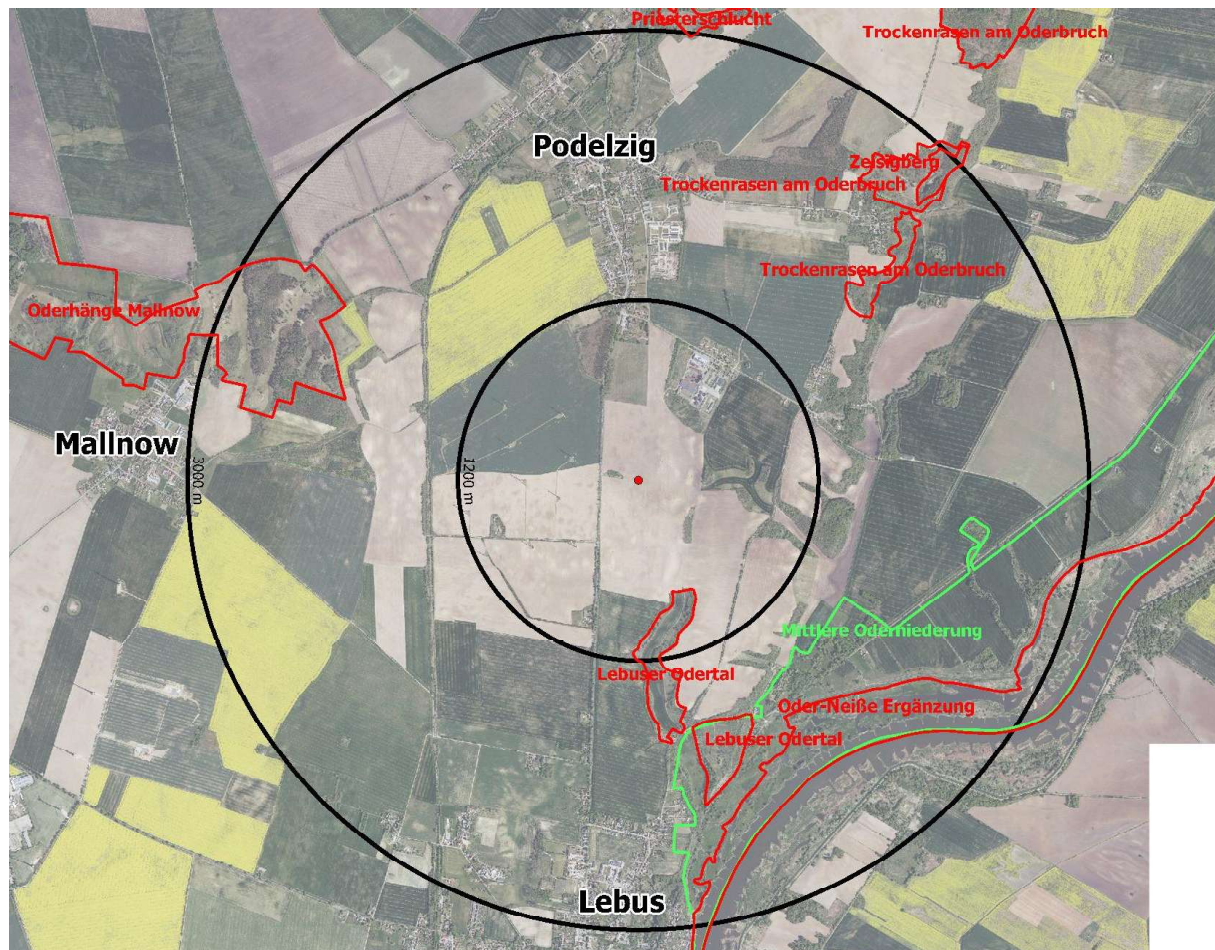 Priesterschlucht
Trockenrasen am Oderbruch
Podelzig
Zeisigberg
Trockenrasen am Oderbruch
Trockenrasen am Oderbruch
Oderhänge Mallnow
Mallnow
3000 m
1200 m
Mittlere Oderniederung
Lebuser Odertal
Oder-Neiße Ergänzung
Lebuser Odertal
Lebus